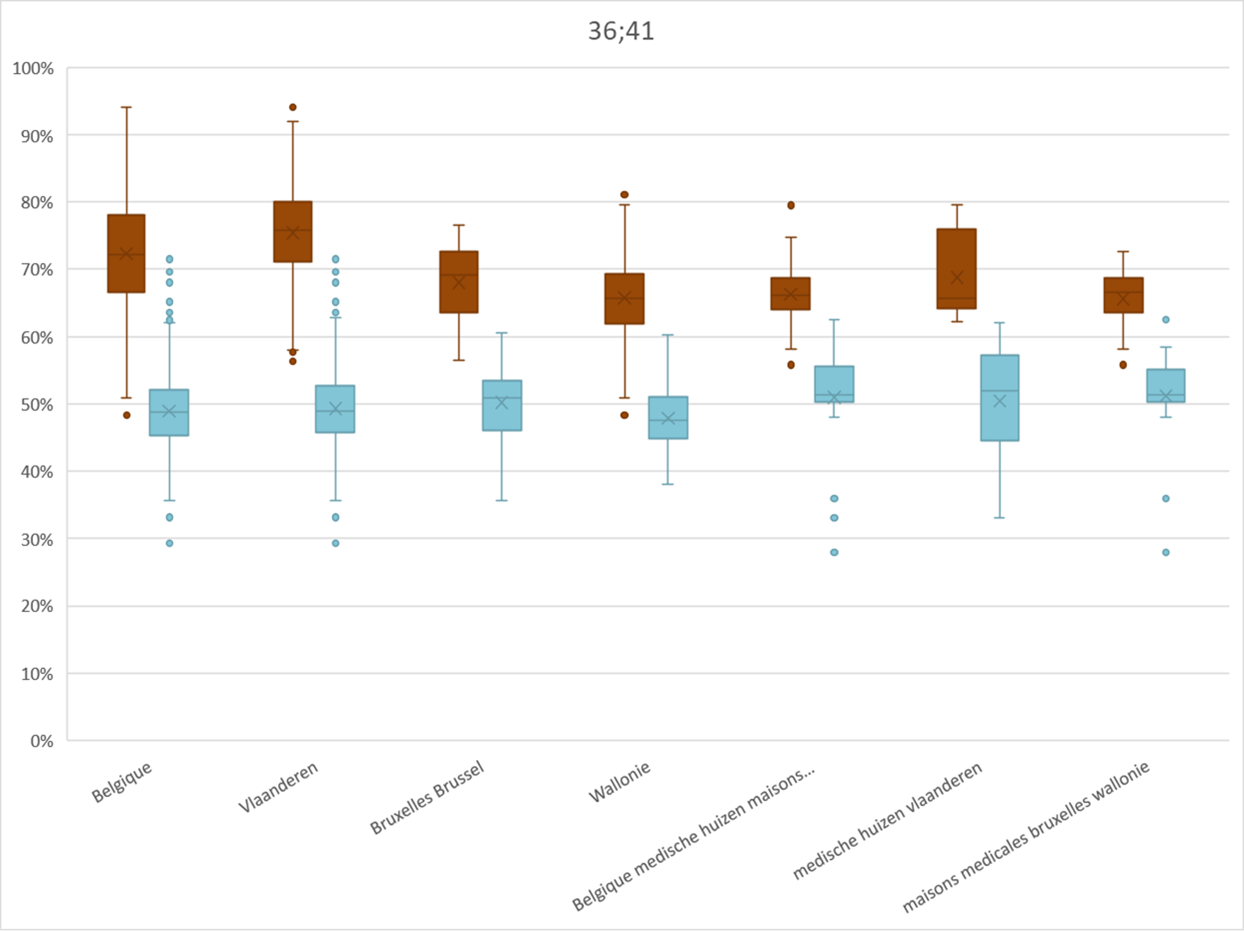 36;41
100%
90%
80%
70%
60%
50%
40%
30%
20%
10%
0%
Belgique
Vlaanderen
Bruxelles Brussel
Wallonie
Belgique medische huizen maisons...
medische huizen vlaanderen
maisons medicales bruxelles wallonie